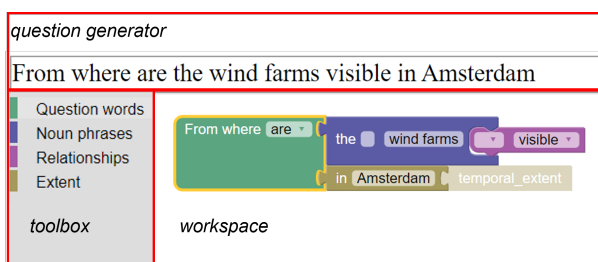 question generator
From where are the wind farms visible in Amsterdam
Question words
Noun phrases
Relationships
Extent
toolbox
From where are the wind farms visible
in Amsterdam temporal_extent
workspace